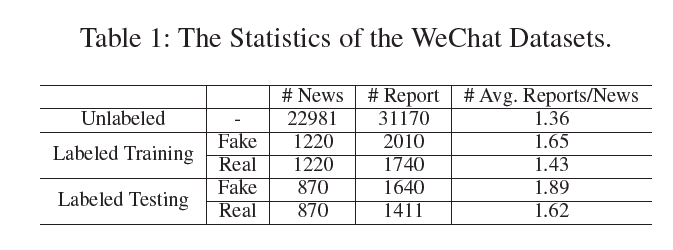 Table 1: The Statistics of the WeChat Datasets.
# News # Report # Avg. Reports/News
Unlabeled - 22981 31170 1.36
Labeled Training Fake 1220 2010 1.65
Real 1220 1740 1.43
Labeled Testing Fake 870 1640 1.89
Real 870 1411 1.62